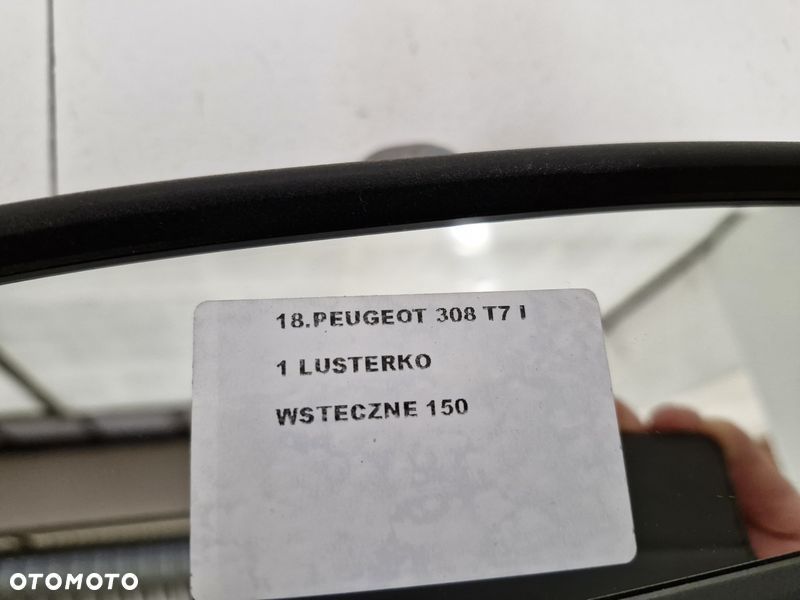 18.PEUGEOT 308 T7 I
1 LUSTERKO
WSTECZNE 150
OTOMOTO